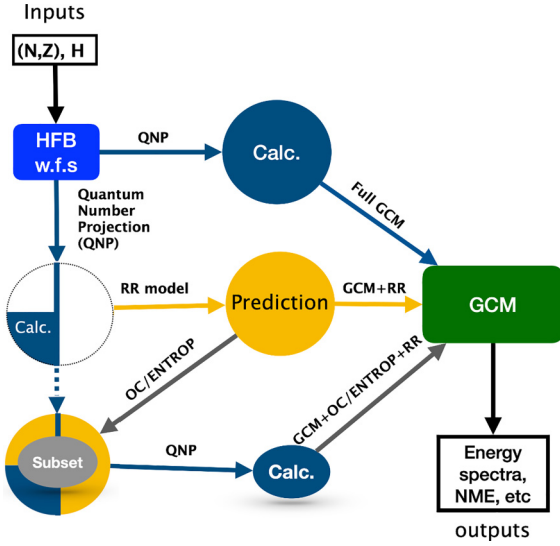 Inputs
(N,Z), H
HFB
w.f.s
QNP
Calc.
Quantum
Number
Projection
(QNP)
Full GCM
Calc.
RR model
Prediction
GCM+RR
GCM
OC/ENTROP
GCM+OC/ENTROP+RR
Subset
QNP
Calc.
Energy
spectra,
NME, etc
outputs